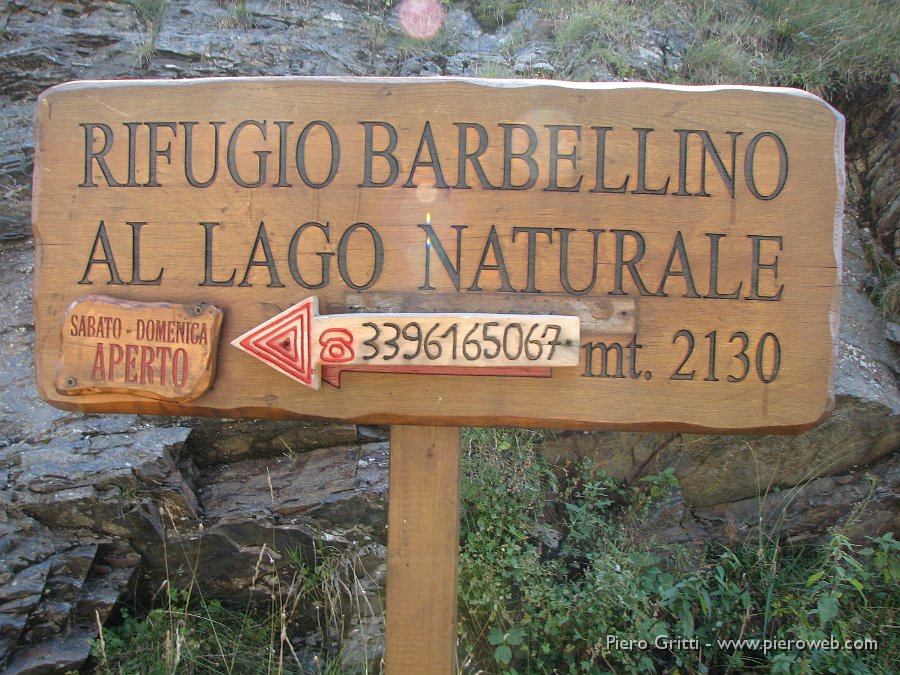 RIFUGIO BARBELLINO
AL LAGO NATURALE
SABATO - DOMENICA
APERTO
3396165067
mt. 2130
Piero Gritti - www.pieroweb.com